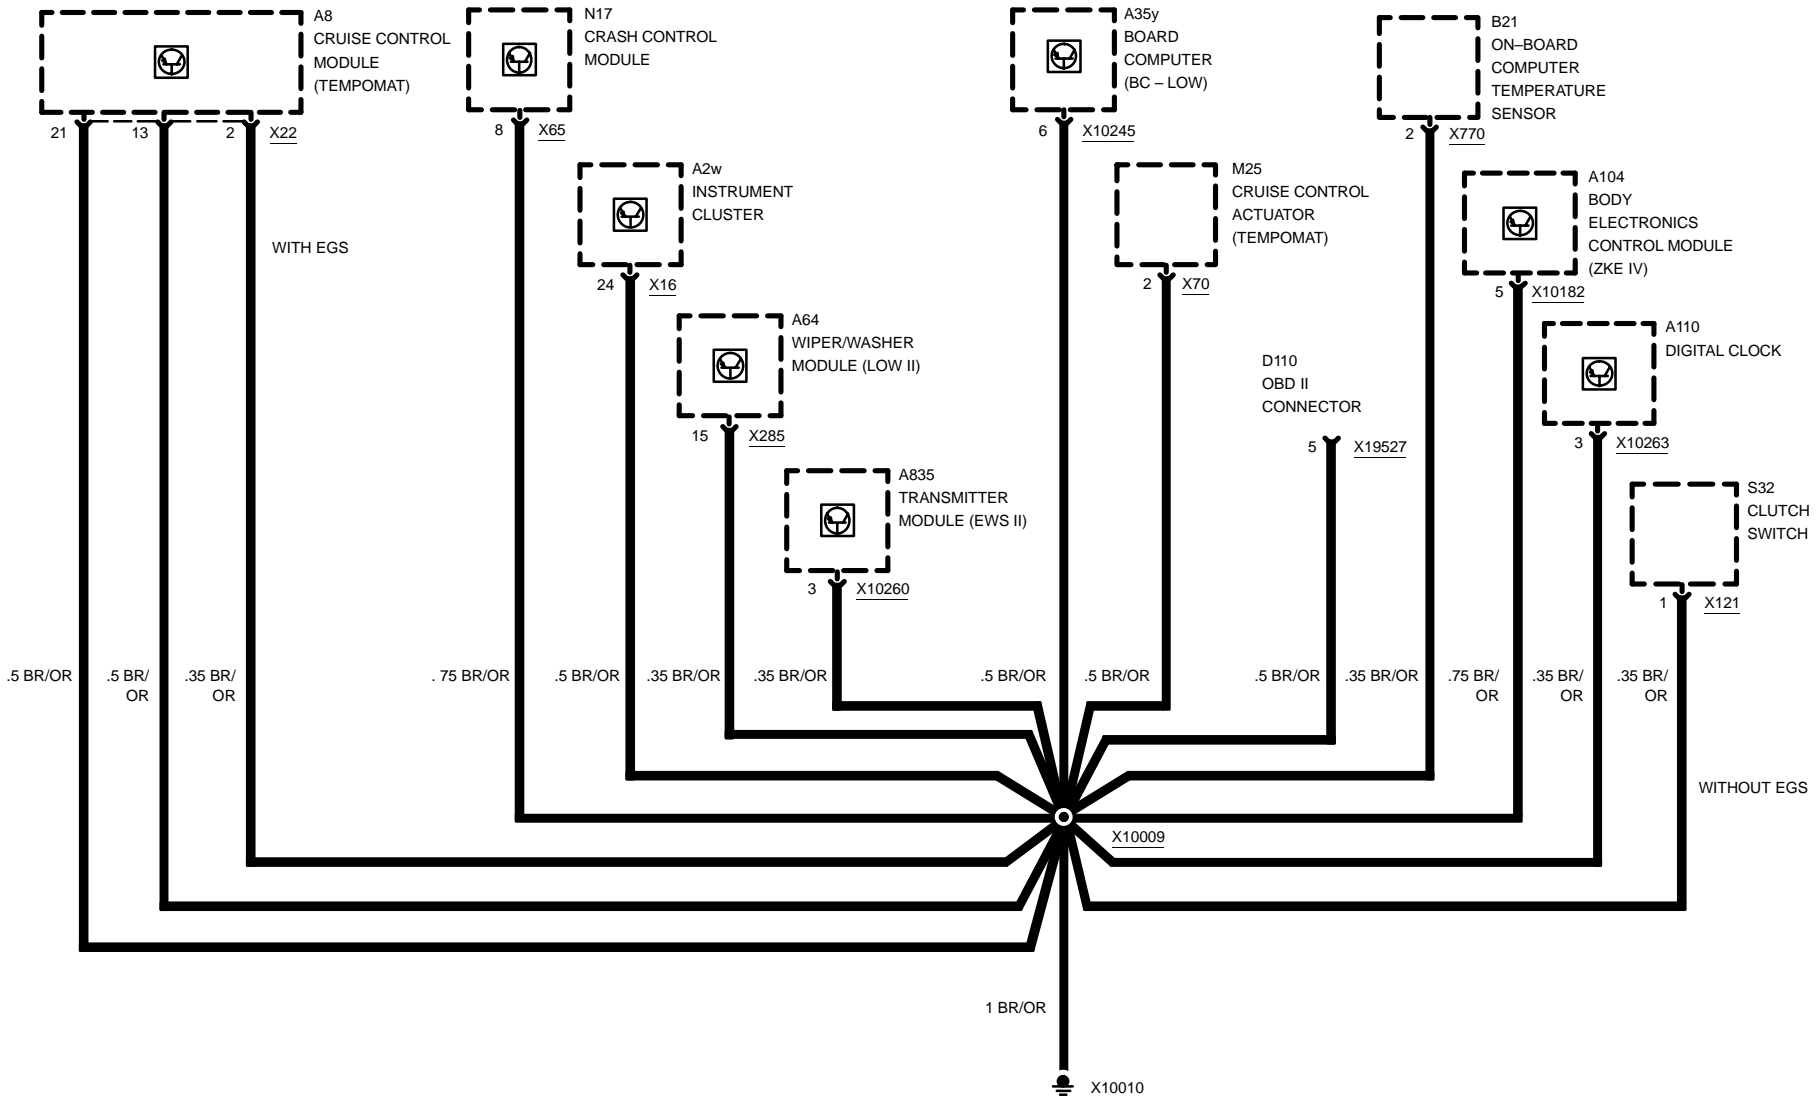 A8
CRUISE CONTROL
MODULE
(TEMPOMAT)
21
13
2
X22
N17
CRASH CONTROL
MODULE
8
X65
A35y
BOARD
COMPUTER
(BC – LOW)
6
X10245
B21
ON–BOARD
COMPUTER
TEMPERATURE
SENSOR
2
X770
WITH EGS
A2w
INSTRUMENT
CLUSTER
24
X16
M25
CRUISE CONTROL
ACTUATOR
(TEMPOMAT)
2
X70
A104
BODY
ELECTRONICS
CONTROL MODULE
(ZKE IV)
5
X10182
A64
WIPER/WASHER
MODULE (LOW II)
15
X285
D110
OBD II
CONNECTOR
5
X19527
A110
DIGITAL CLOCK
3
X10263
A835
TRANSMITTER
MODULE (EWS II)
3
X10260
S32
CLUTCH
SWITCH
1
X121
.5 BR/OR
.5 BR/
OR
.35 BR/
OR
. 75 BR/OR
.5 BR/OR
.35 BR/OR
.35 BR/OR
.5 BR/OR
.5 BR/OR
.5 BR/OR
.35 BR/OR
.75 BR/
OR
.35 BR/
OR
.35 BR/
OR
WITHOUT EGS
X10009
1 BR/OR
X10010